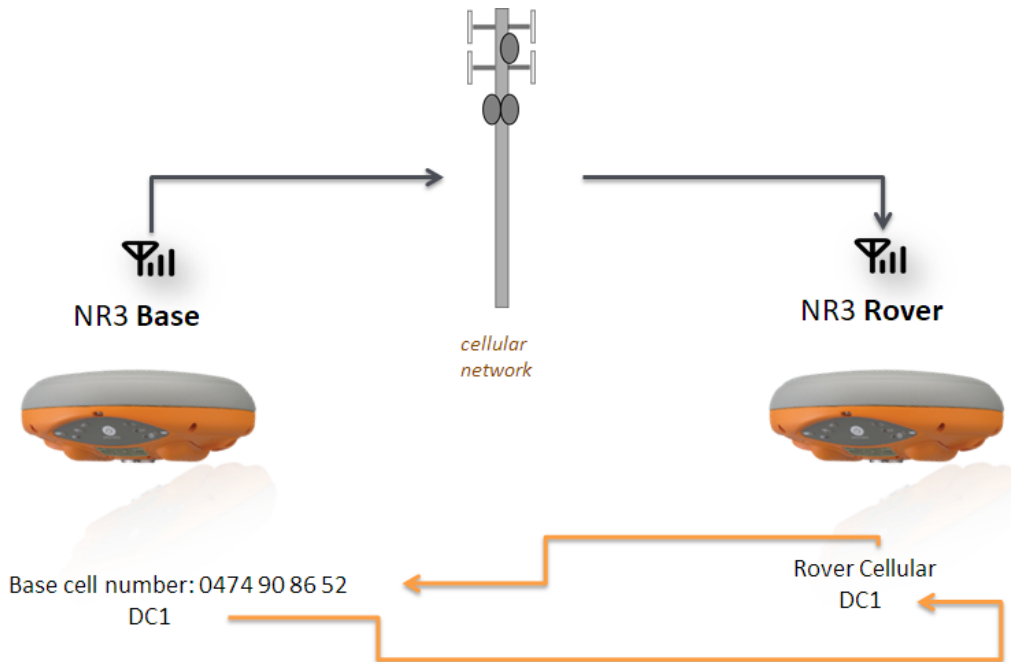 NR3 Base
NR3 Rover
cellular
network
Base cell number: 0474 90 86 52
DC1
Rover Cellular
DC1